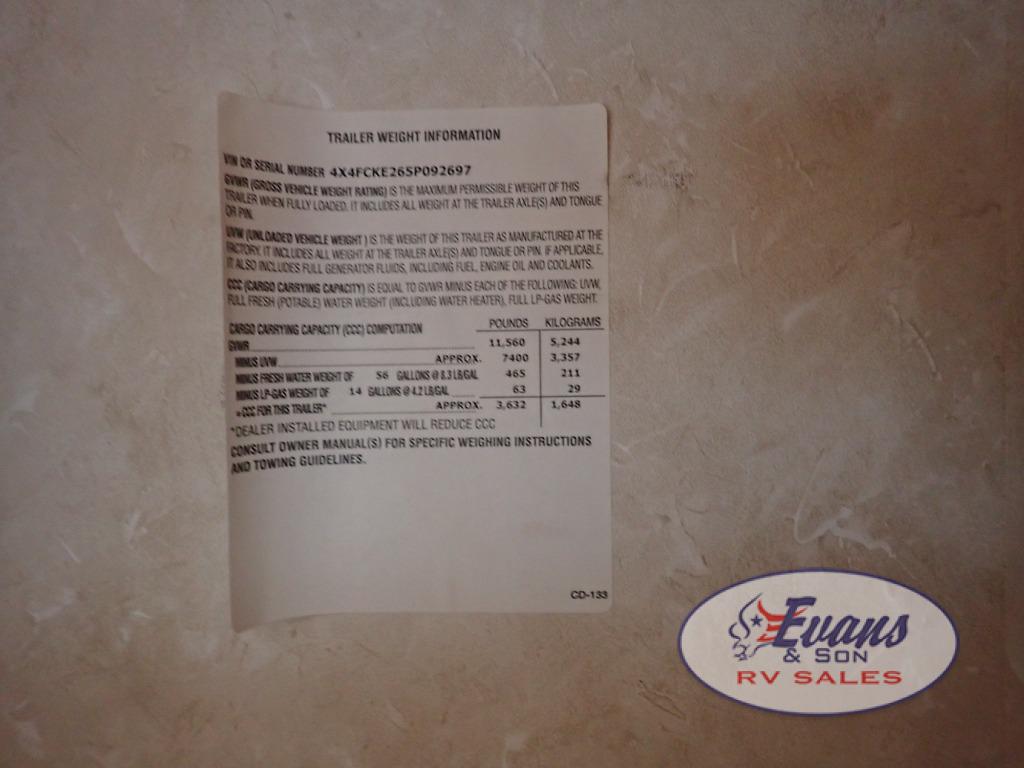 TRAILER WEIGHT INFORMATION
VIN OR SERIAL NUMBER 4X4FCKE265P092697
GVWR (GROSS VEHICLE WEIGHT RATING) IS THE MAXIMUM PERMISSIBLE WEIGHT OF THIS
TRAILER WHEN FULLY LOADED. IT INCLUDES ALL WEIGHT AT THE TRAILER AXLE(S) AND TONGUE
OR PIN.
UVW (UNLOADED VEHICLE WEIGHT ) IS THE WEIGHT OF THIS TRAILER AS MANUFACTURED AT THE
FACTORY. IT INCLUDES ALL WEIGHT AT THE TRAILER AXLE(S) AND TONGUE OR PIN. IF APPLICABLE,
IT ALSO INCLUDES FULL GENERATOR FLUIDS, INCLUDING FUEL, ENGINE OIL AND COOLANTS.
CCC (CARGO CARRYING CAPACITY) IS EQUAL TO GVWR MINUS EACH OF THE FOLLOWING: UVW,
FULL FRESH (POTABLE) WATER WEIGHT (INCLUDING WATER HEATER), FULL LP-GAS WEIGHT.
CARGO CARRYING CAPACITY (CCC) COMPUTATION POUNDS KILOGRAMS
GVWR 11,560 5,244
MINUS UVW APPROX. 7400 3,357
MINUS FRESH WATER WEIGHT OF 56 GALLONS @ 8.3 LB/GAL 465 211
MINUS LP-GAS WEIGHT OF 14 GALLONS @ 4.2 LB/GAL 63 29
=CCC FOR THIS TRAILER* APPROX. 3,632 1,648
*DEALER INSTALLED EQUIPMENT WILL REDUCE CCC
CONSULT OWNER MANUAL(S) FOR SPECIFIC WEIGHING INSTRUCTIONS
AND TOWING GUIDELINES.
CD-133
Evans
& SON
RV SALES